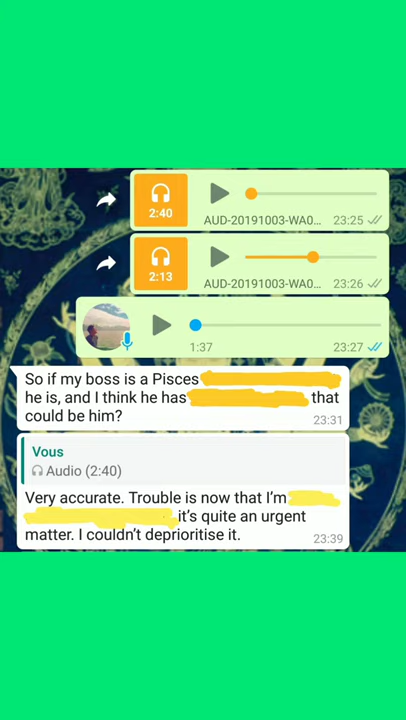 2:40
AUD-20191003-WA0... 23:25
2:13
AUD-20191003-WA0... 23:26
1:37 23:27
So if my boss is a Pisces
he is, and I think he has that
could be him?
23:31
Vous
Audio (2:40)
Very accurate. Trouble is now that I'm
it's quite an urgent
matter. I couldn't deprioritise it.
23:39